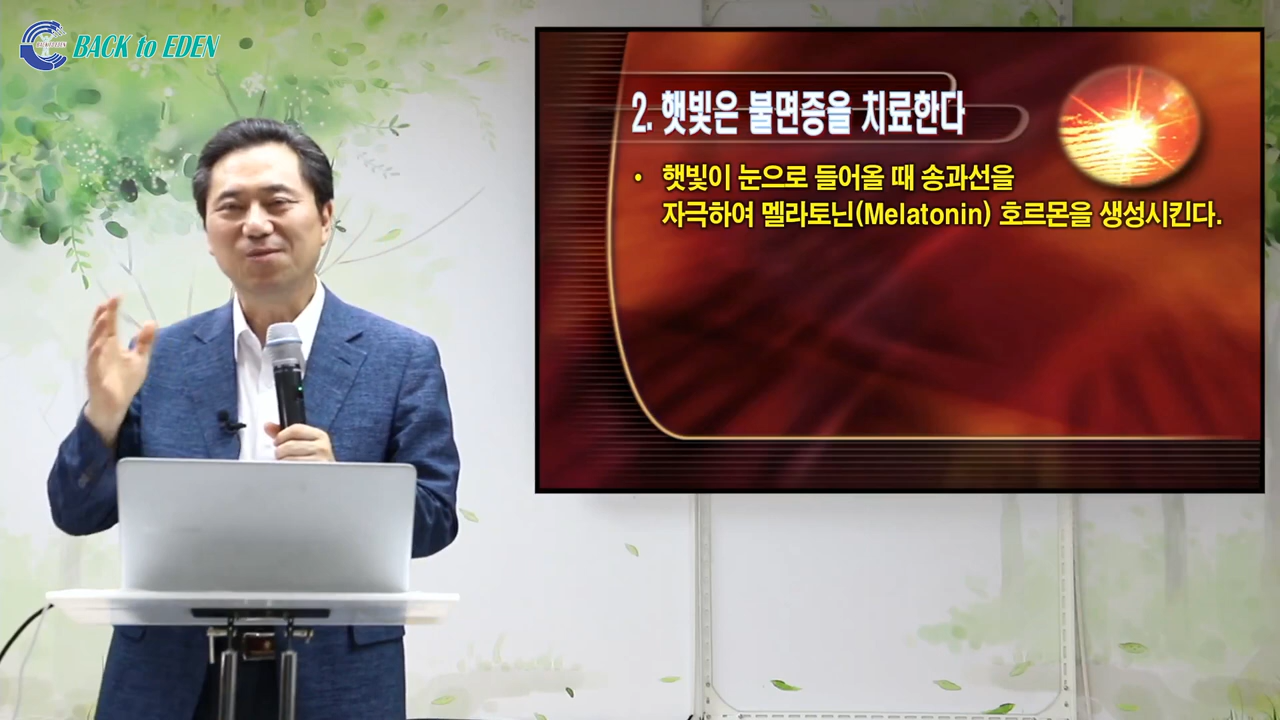 BACK to EDEN
2. 햇빛은 불면증을 치료한다
• 햇빛이 눈으로 들어올 때 송과선을
자극하여 멜라토닌(Melatonin) 호르몬을 생성시킨다.